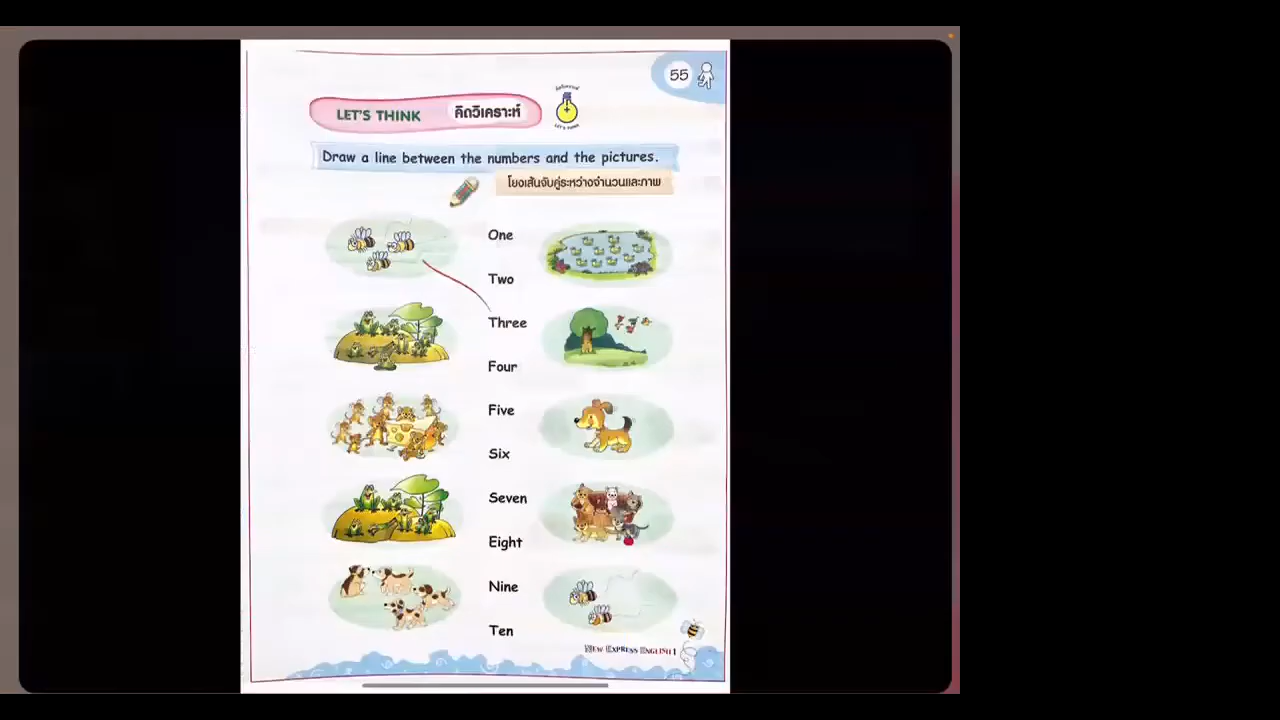 55
LET'S THINK
คิดวิเคราะห์
LET'S THINK
Draw a line between the numbers and the pictures.
โยงเส้นจับคู่ระหว่างจำนวนและภาพ
One
Two
Three
Four
Five
Six
Seven
Eight
Nine
Ten
NEW EXPRESS ENGLISH 1